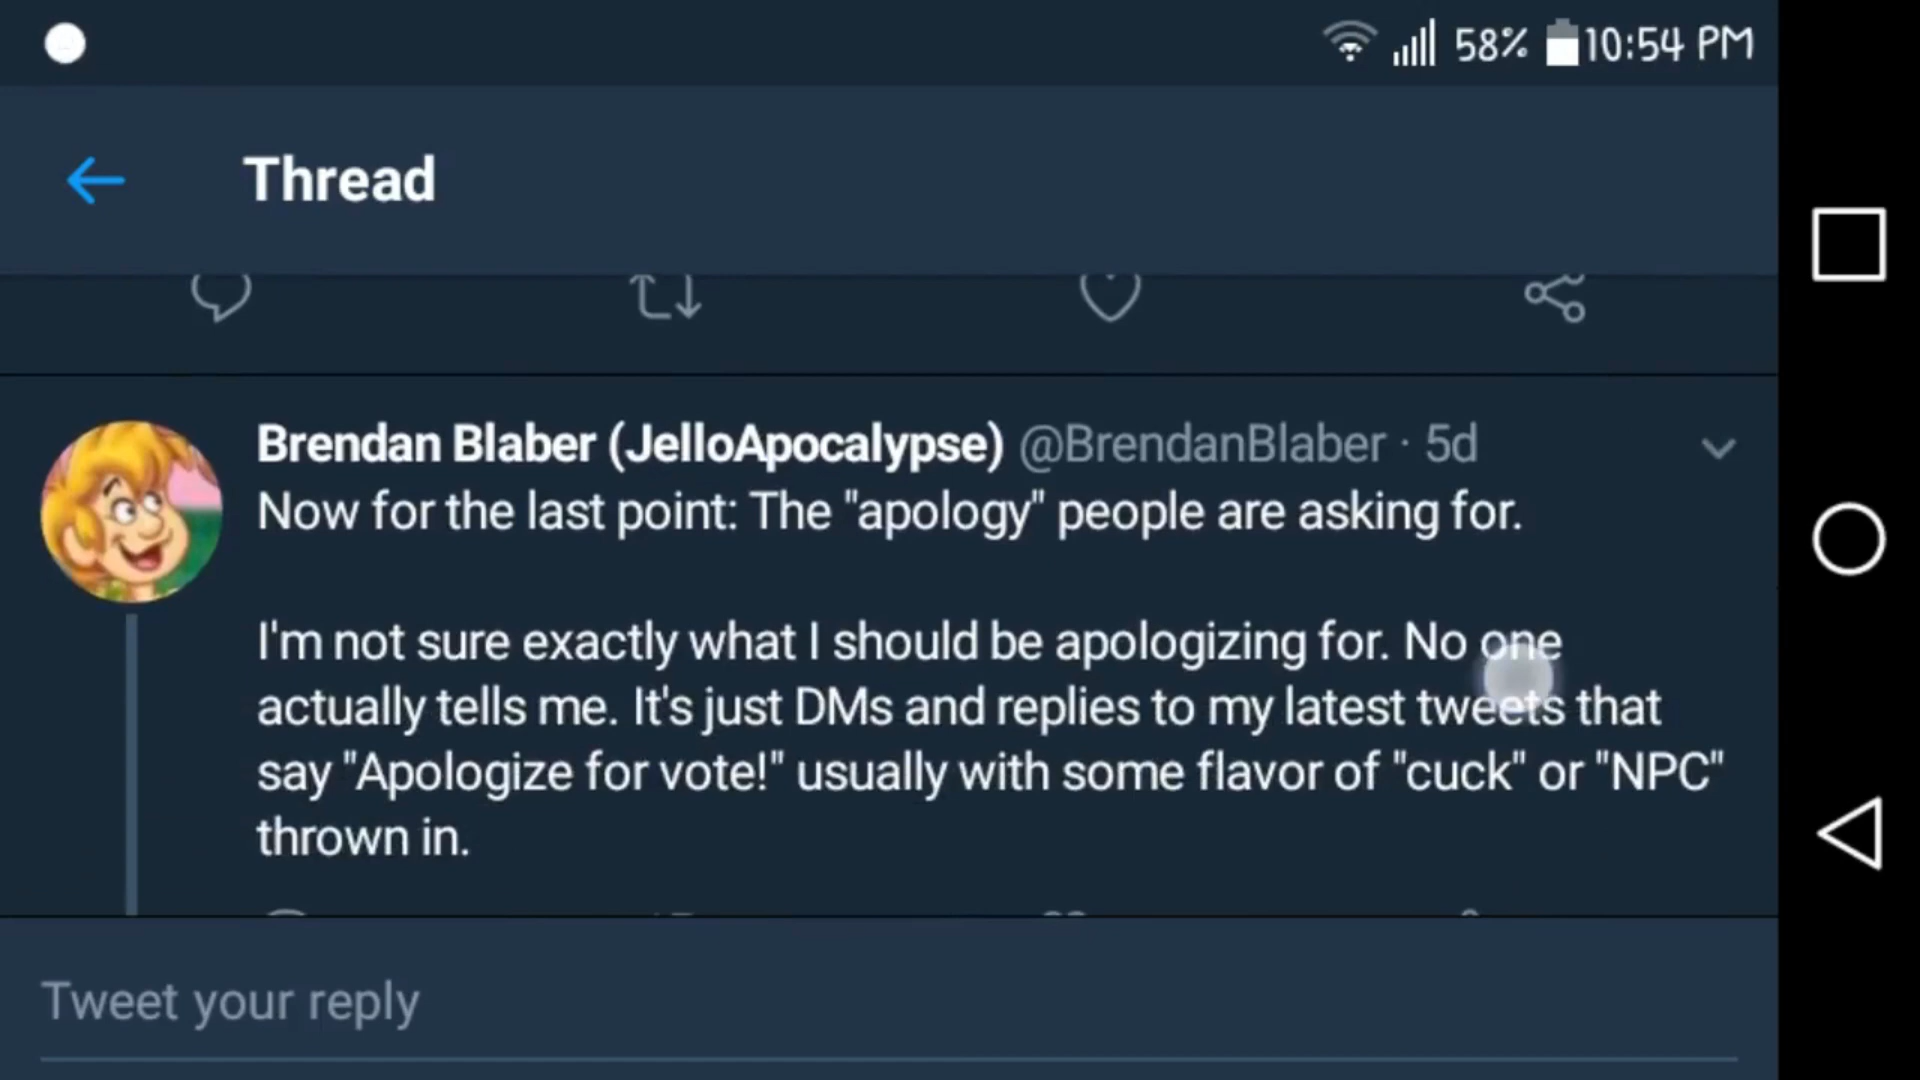 58% 10:54 PM
Thread
Brendan Blaber (JelloApocalypse) @BrendanBlaber · 5d
Now for the last point: The "apology" people are asking for.
I'm not sure exactly what I should be apologizing for. No one
actually tells me. It's just DMs and replies to my latest tweets that
say "Apologize for vote!" usually with some flavor of "cuck" or "NPC"
thrown in.
Tweet your reply